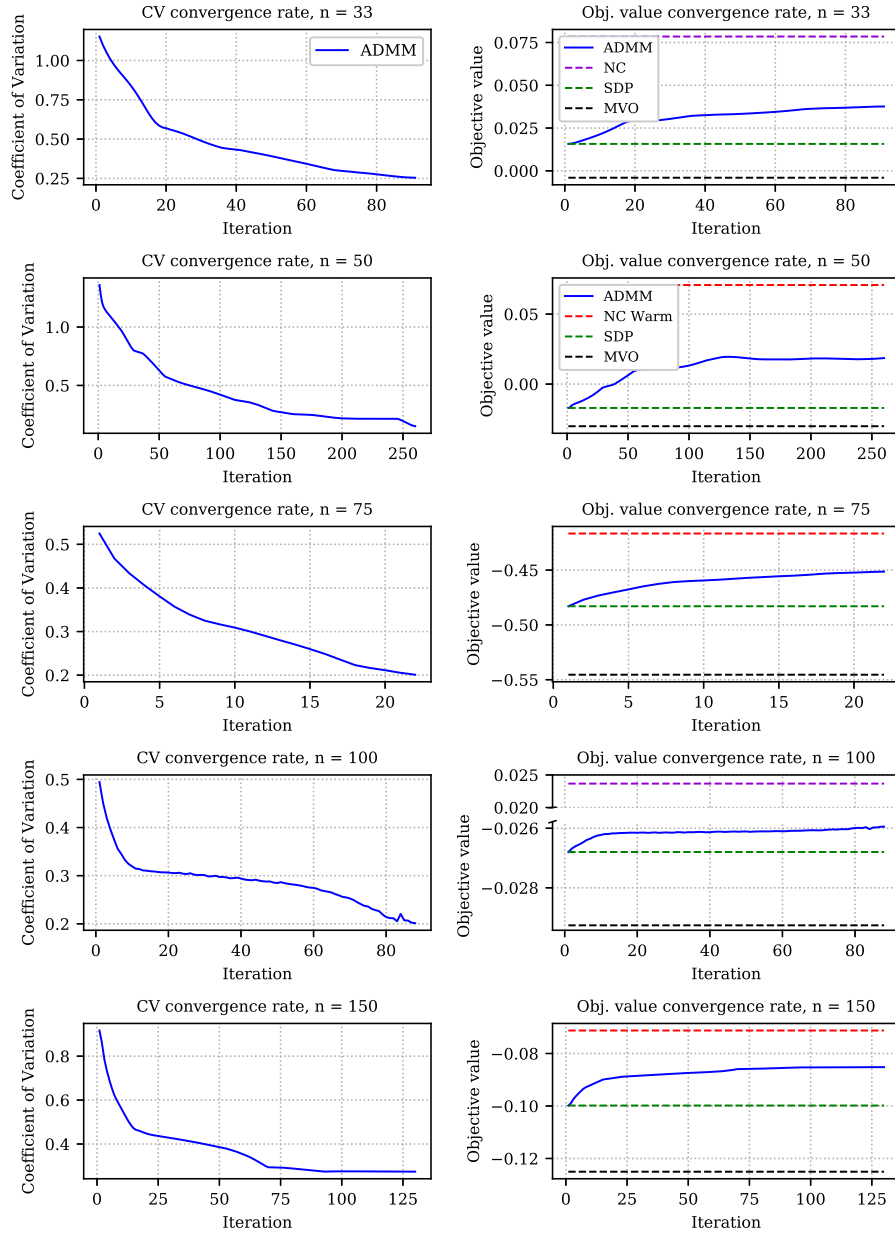 CV convergence rate, n = 33
Coefficient of Variation
1.00
0.75
0.50
0.25
ADMM
0 20 40 60 80
Iteration
Obj. value convergence rate, n = 33
Objective value
0.075
0.050
0.025
0.000
ADMM
NC
SDP
MVO
0 20 40 60 80
Iteration
CV convergence rate, n = 50
Coefficient of Variation
1.0
0.5
0 50 100 150 200 250
Iteration
Obj. value convergence rate, n = 50
Objective value
0.05
0.00
ADMM
NC Warm
SDP
MVO
0 50 100 150 200 250
Iteration
CV convergence rate, n = 75
Coefficient of Variation
0.5
0.4
0.3
0.2
0 5 10 15 20
Iteration
Obj. value convergence rate, n = 75
Objective value
−0.45
−0.50
−0.55
0 5 10 15 20
Iteration
CV convergence rate, n = 100
Coefficient of Variation
0.5
0.4
0.3
0.2
0 20 40 60 80
Iteration
Obj. value convergence rate, n = 100
Objective value
0.025
0.020
−0.026
−0.028
0 20 40 60 80
Iteration
CV convergence rate, n = 150
Coefficient of Variation
0.8
0.6
0.4
0 25 50 75 100 125
Iteration
Obj. value convergence rate, n = 150
Objective value
−0.08
−0.10
−0.12
0 25 50 75 100 125
Iteration